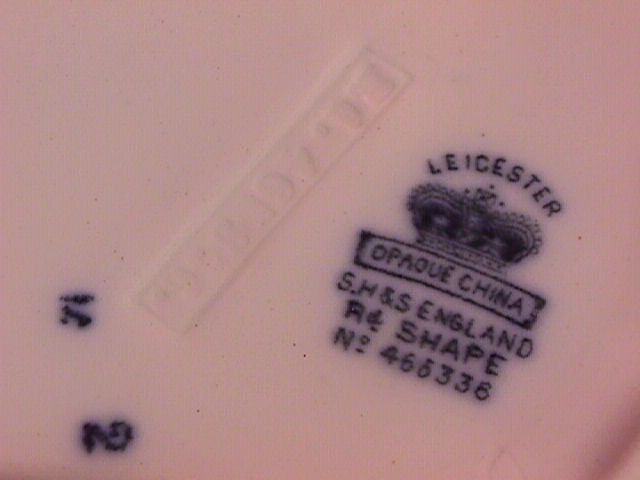 LEICESTER
OPAQUE CHINA
S.H & S ENGLAND
Rd SHAPE
No 466336